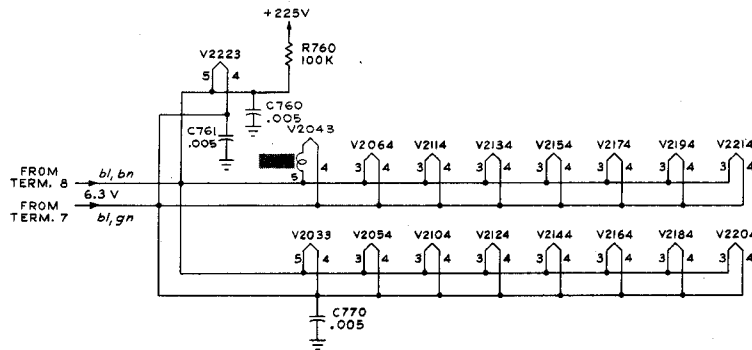 +225V
R760
100K
V2223
5 4
C760
.005
C761
.005
V2043
4
5
V2064 V2114 V2134 V2154 V2174 V2194 V2214
3 4 3 4 3 4 3 4 3 4 3 4 3 4
FROM
TERM. 8
bl, bn
6.3 V
FROM
TERM. 7
bl, gn
V2033 V2054 V2104 V2124 V2144 V2164 V2184 V2204
5 4 3 4 3 4 3 4 3 4 3 4 3 4 3 4
C770
.005